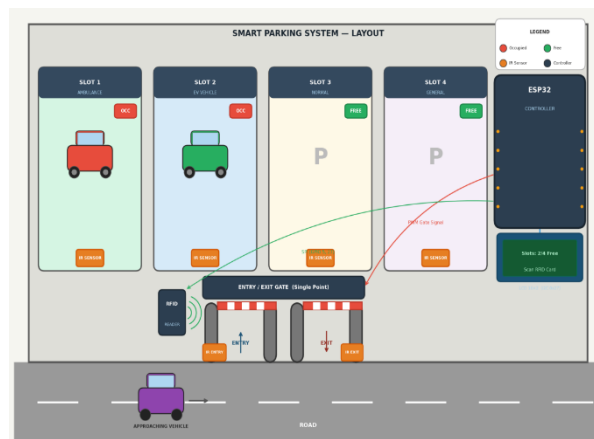 SMART PARKING SYSTEM — LAYOUT
LEGEND
Occupied
Free
IR Sensor
Controller
SLOT 1
AMBULANCE
OCC
IR SENSOR
SLOT 2
EV VEHICLE
OCC
IR SENSOR
SLOT 3
NORMAL
FREE
P
IR SENSOR
SLOT 4
GENERAL
FREE
P
PWM Gate Signal
IR SENSOR
ESP32
CONTROLLER
Slots: 2/4 Free
Scan RFID Card
ENTRY / EXIT GATE (Single Point)
RFID
READER
IR ENTRY
ENTRY
EXIT
IR EXIT
APPROACHING VEHICLE
ROAD